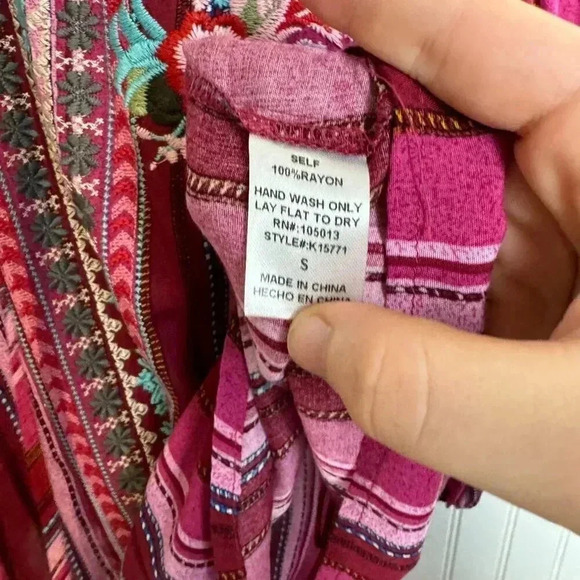 SELF
100%RAYON
HAND WASH ONLY
LAY FLAT TO DRY
RN#:105013
STYLE#:K15771
S
MADE IN CHINA
HECHO EN CHINA